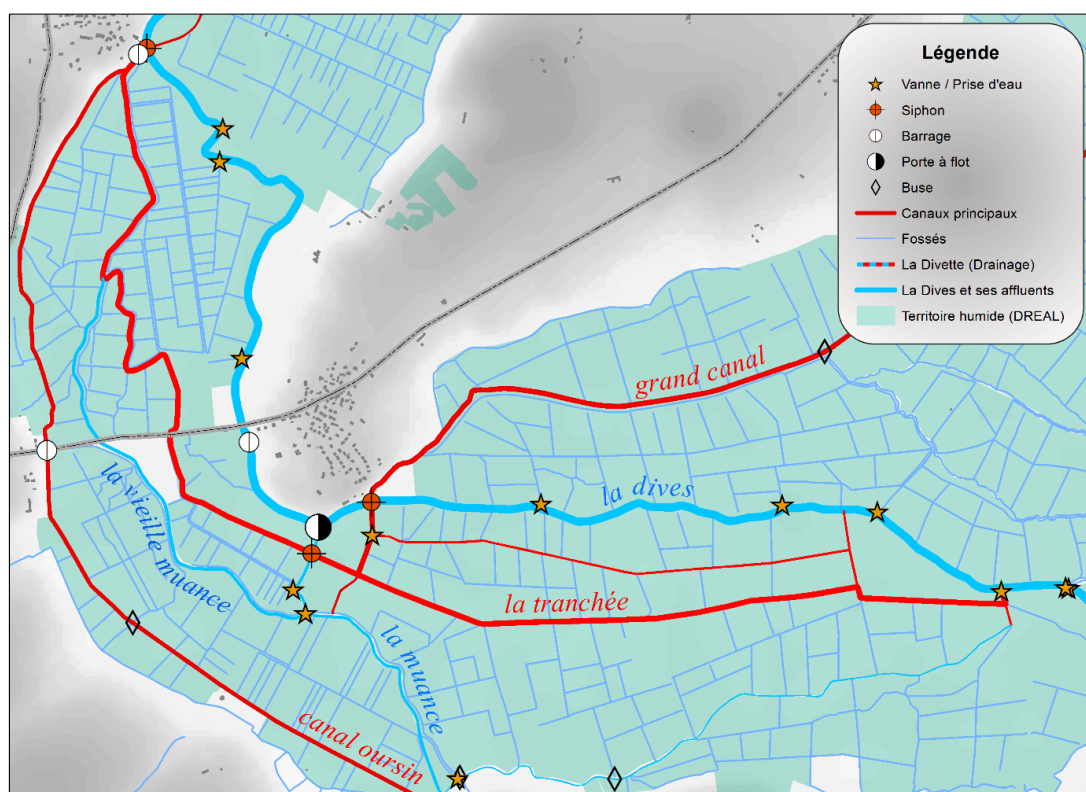 Légende
Vanne / Prise d'eau
Siphon
Barrage
Porte à flot
Buse
Canaux principaux
Fossés
La Divette (Drainage)
La Dives et ses affluents
Territoire humide (DREAL)
grand canal
la dives
la vieille muance
la tranchée
la muance
canal oursin